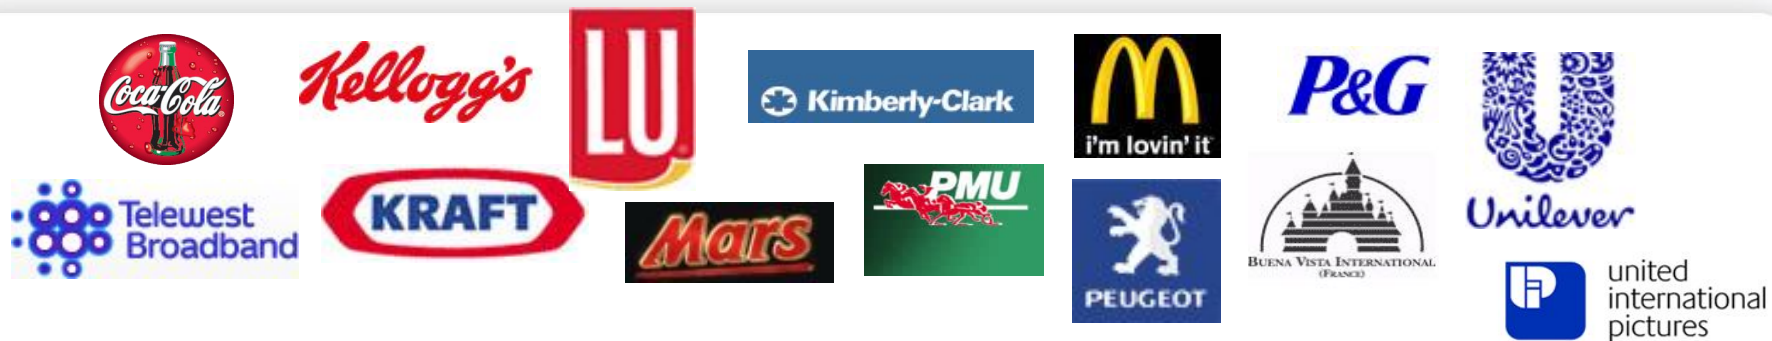 Coca-Cola
Kellogg's
LU
Kimberly-Clark
i'm lovin' it
P&G
Unilever
Telewest
Broadband
KRAFT
Mars
PMU
PEUGEOT
BUENA VISTA INTERNATIONAL
(FRANCE)
united
international
pictures